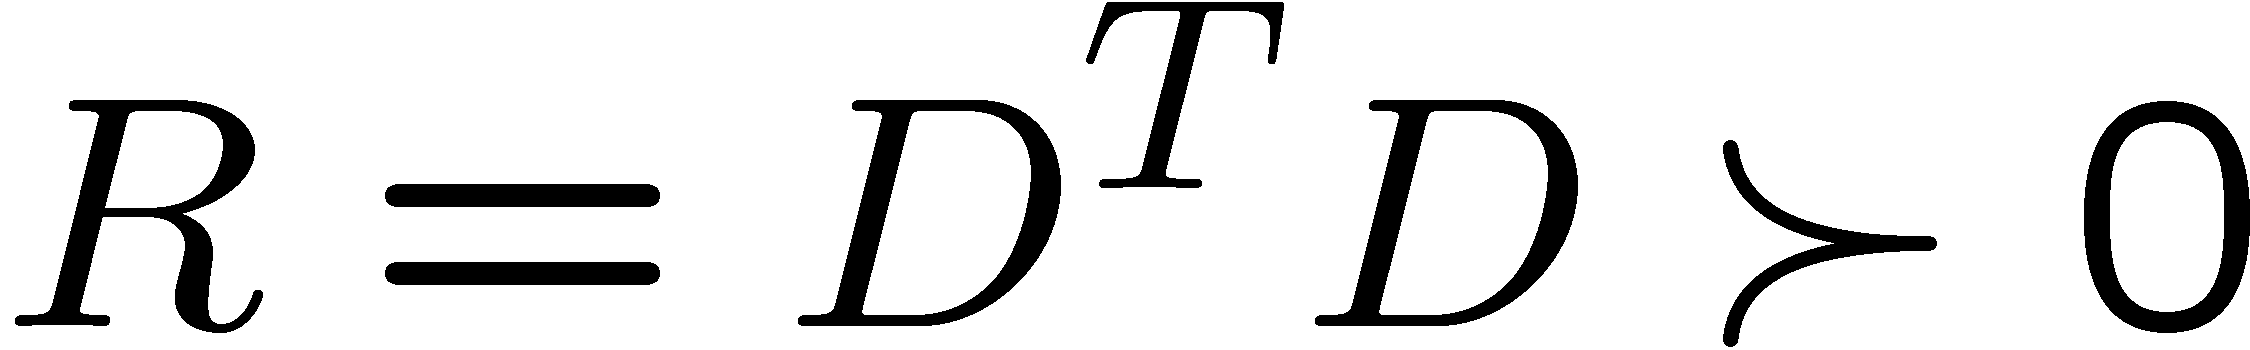 R = D^T D ≻ 0